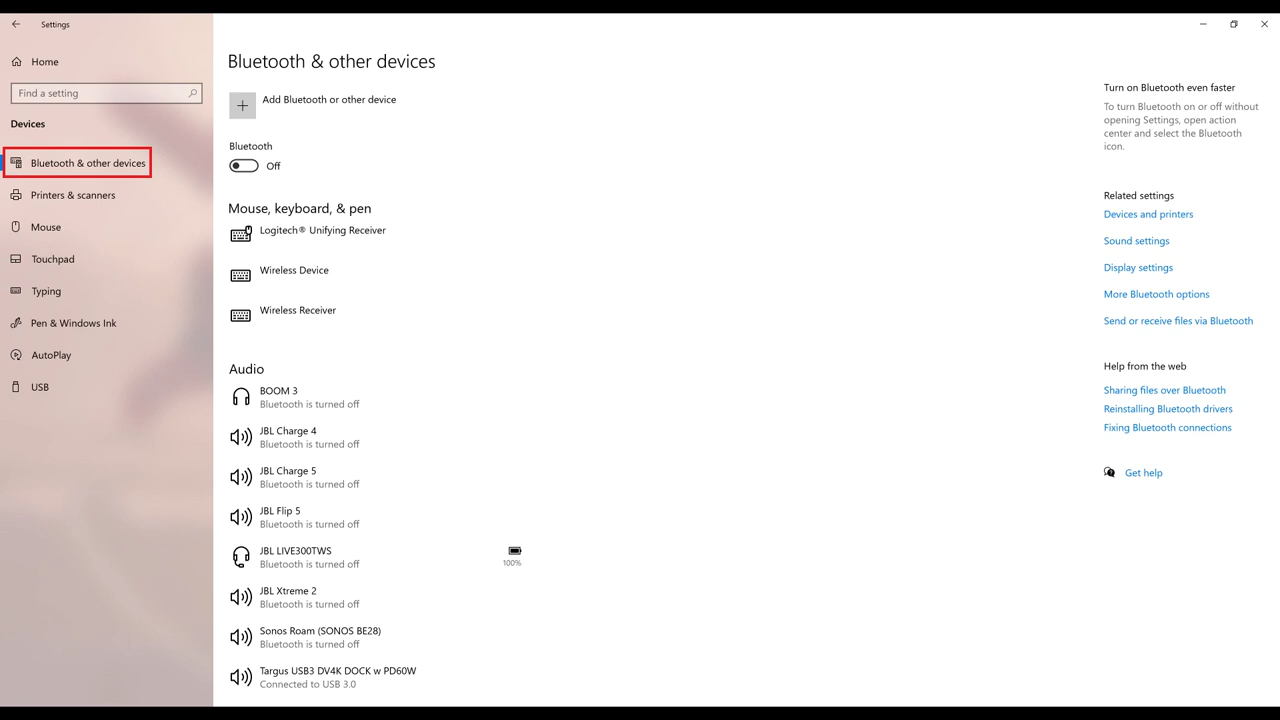 Settings
Home
Find a setting
Devices
Bluetooth & other devices
Printers & scanners
Mouse
Touchpad
Typing
Pen & Windows Ink
AutoPlay
USB
Bluetooth & other devices
Add Bluetooth or other device
Bluetooth
Off
Mouse, keyboard, & pen
Logitech® Unifying Receiver
Wireless Device
Wireless Receiver
Audio
BOOM 3
Bluetooth is turned off
JBL Charge 4
Bluetooth is turned off
JBL Charge 5
Bluetooth is turned off
JBL Flip 5
Bluetooth is turned off
JBL LIVE300TWS
Bluetooth is turned off
100%
JBL Xtreme 2
Bluetooth is turned off
Sonos Roam (SONOS BE28)
Bluetooth is turned off
Targus USB3 DV4K DOCK w PD60W
Connected to USB 3.0
Turn on Bluetooth even faster
To turn Bluetooth on or off without
opening Settings, open action
center and select the Bluetooth
icon.
Related settings
Devices and printers
Sound settings
Display settings
More Bluetooth options
Send or receive files via Bluetooth
Help from the web
Sharing files over Bluetooth
Reinstalling Bluetooth drivers
Fixing Bluetooth connections
Get help